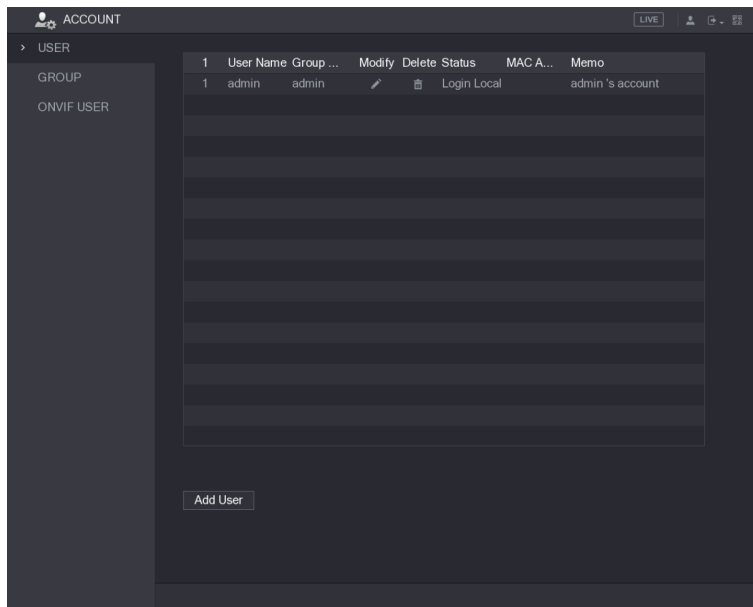 ACCOUNT LIVE
USER
GROUP
ONVIF USER
1 User Name Group ... Modify Delete Status MAC A... Memo
1 admin admin Login Local admin 's account
Add User